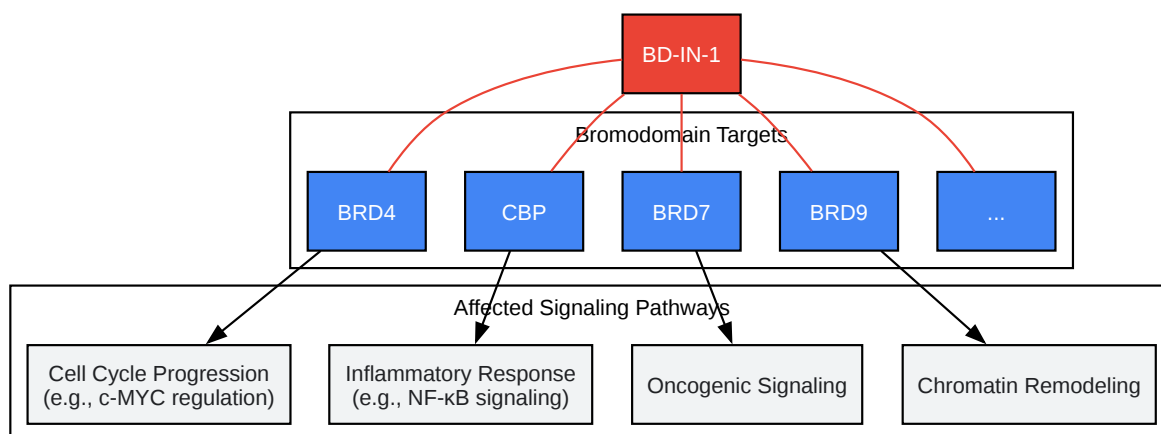 BD-IN-1
Bromodomain Targets
BRD4
CBP
BRD7
BRD9
...
Affected Signaling Pathways
Cell Cycle Progression
(e.g., c-MYC regulation)
Inflammatory Response
(e.g., NF-κB signaling)
Oncogenic Signaling
Chromatin Remodeling